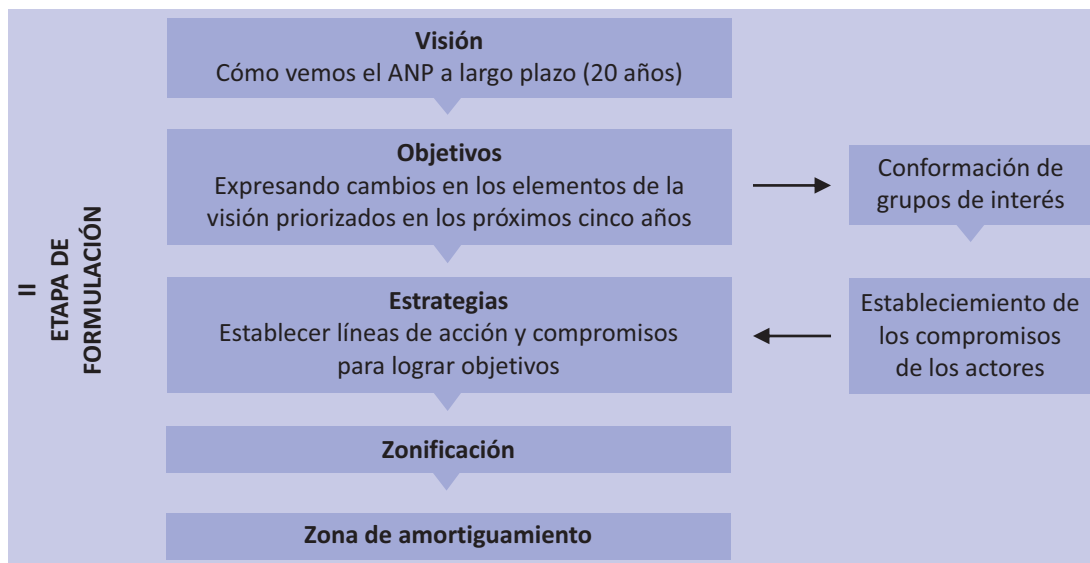 II
ETAPA DE
FORMULACIÓN
Visión
Cómo vemos el ANP a largo plazo (20 años)
Objetivos
Expresando cambios en los elementos de la
visión priorizados en los próximos cinco años
Conformación de
grupos de interés
Estrategias
Establecer líneas de acción y compromisos
para lograr objetivos
Estableciemiento de
los compromisos
de los actores
Zonificación
Zona de amortiguamiento